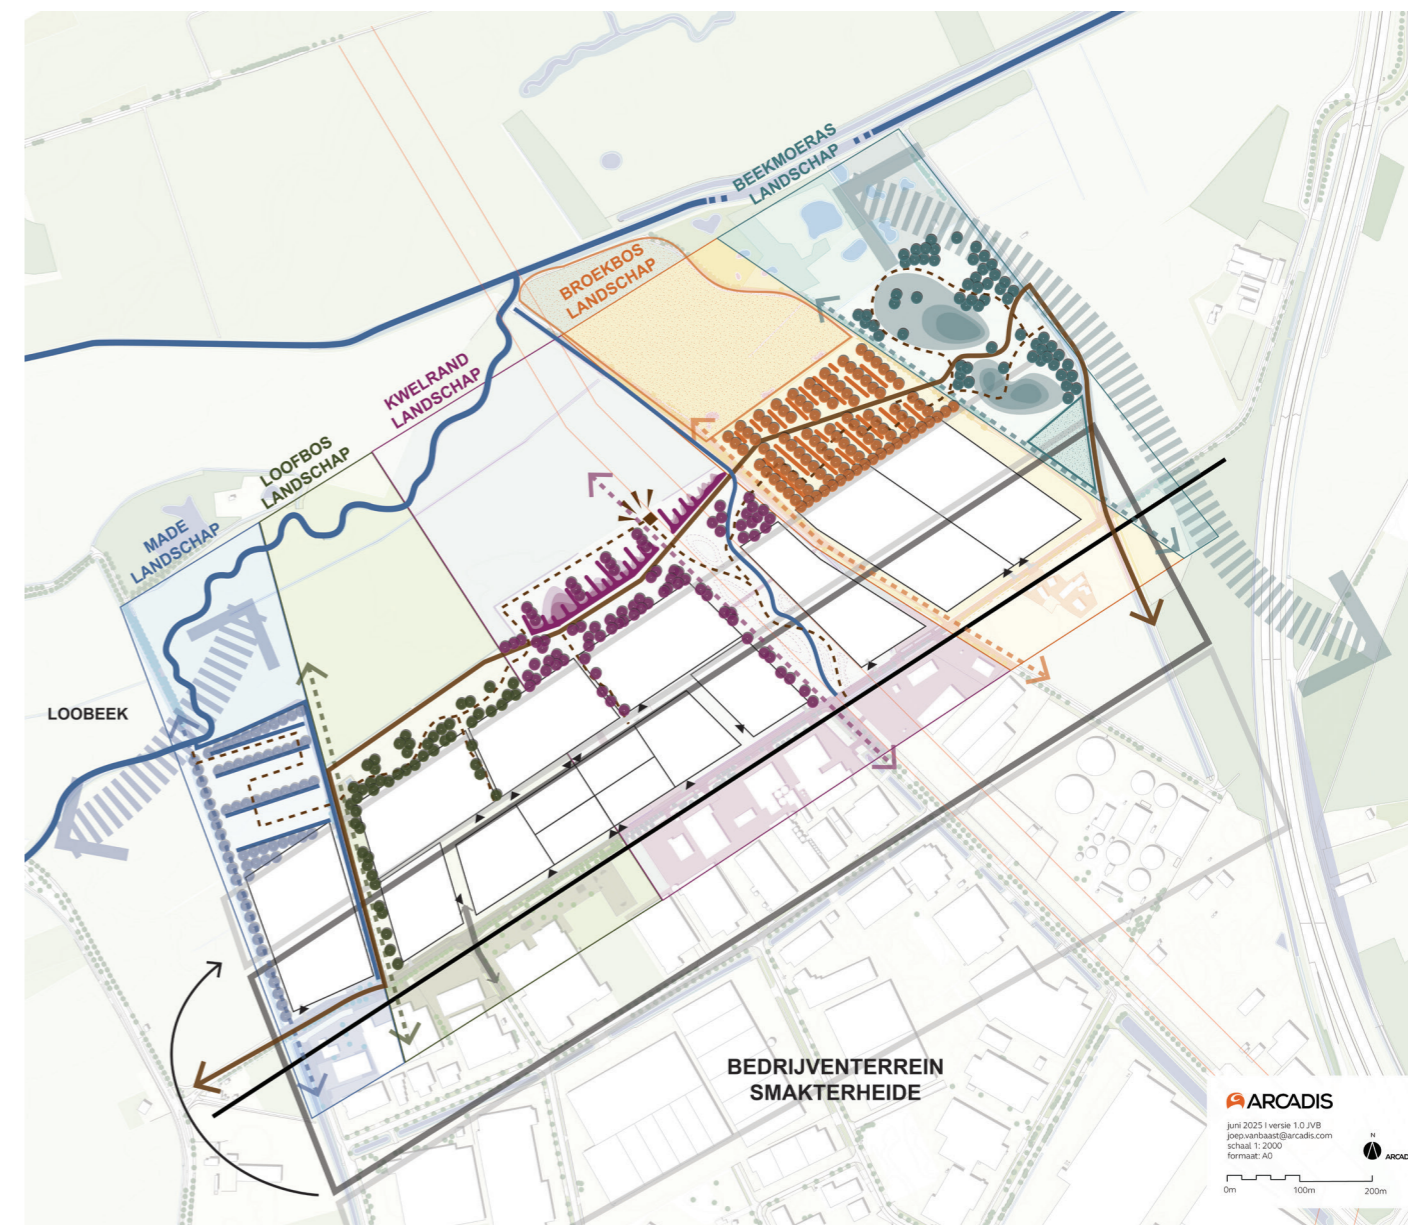 BEEKMOERAS
LANDSCHAP
BROEKBOS
LANDSCHAP
KWELRAND
LANDSCHAP
LOOFBOS
LANDSCHAP
MADE
LANDSCHAP
LOOBEEK
BEDRIJVENTERREIN
SMAKTERHEIDE
ARCADIS
juni 2025 I versie 1.0 JVB
joep.vanbaast@arcadis.com
schaal 1: 2000
formaat: A0
N
ARCAD
0m 100m 200m